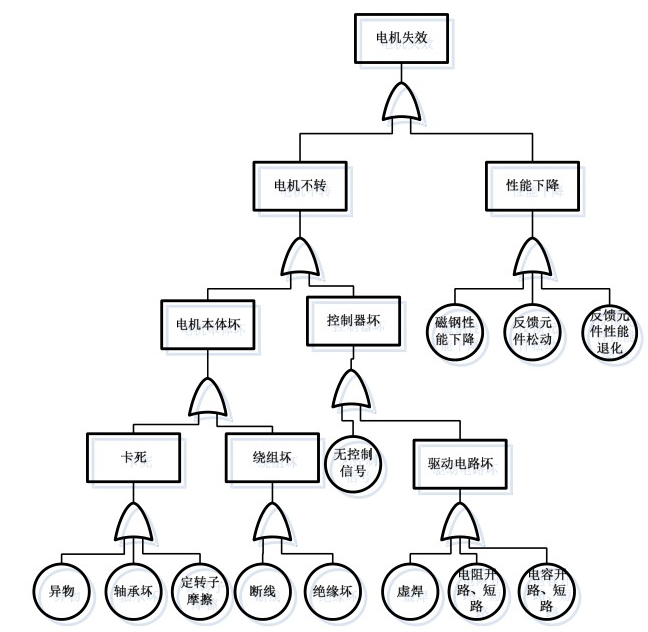 电机失效
电机不转
性能下降
电机本体坏
控制器坏
磁钢性
能下降
反馈元
件松动
反馈元
件性能
退化
卡死
绕组坏
无控制
信号
驱动电路坏
异物
轴承坏
定转子
摩擦
断线
绝缘坏
虚焊
电阻开
路、短
路
电容开
路、短
路